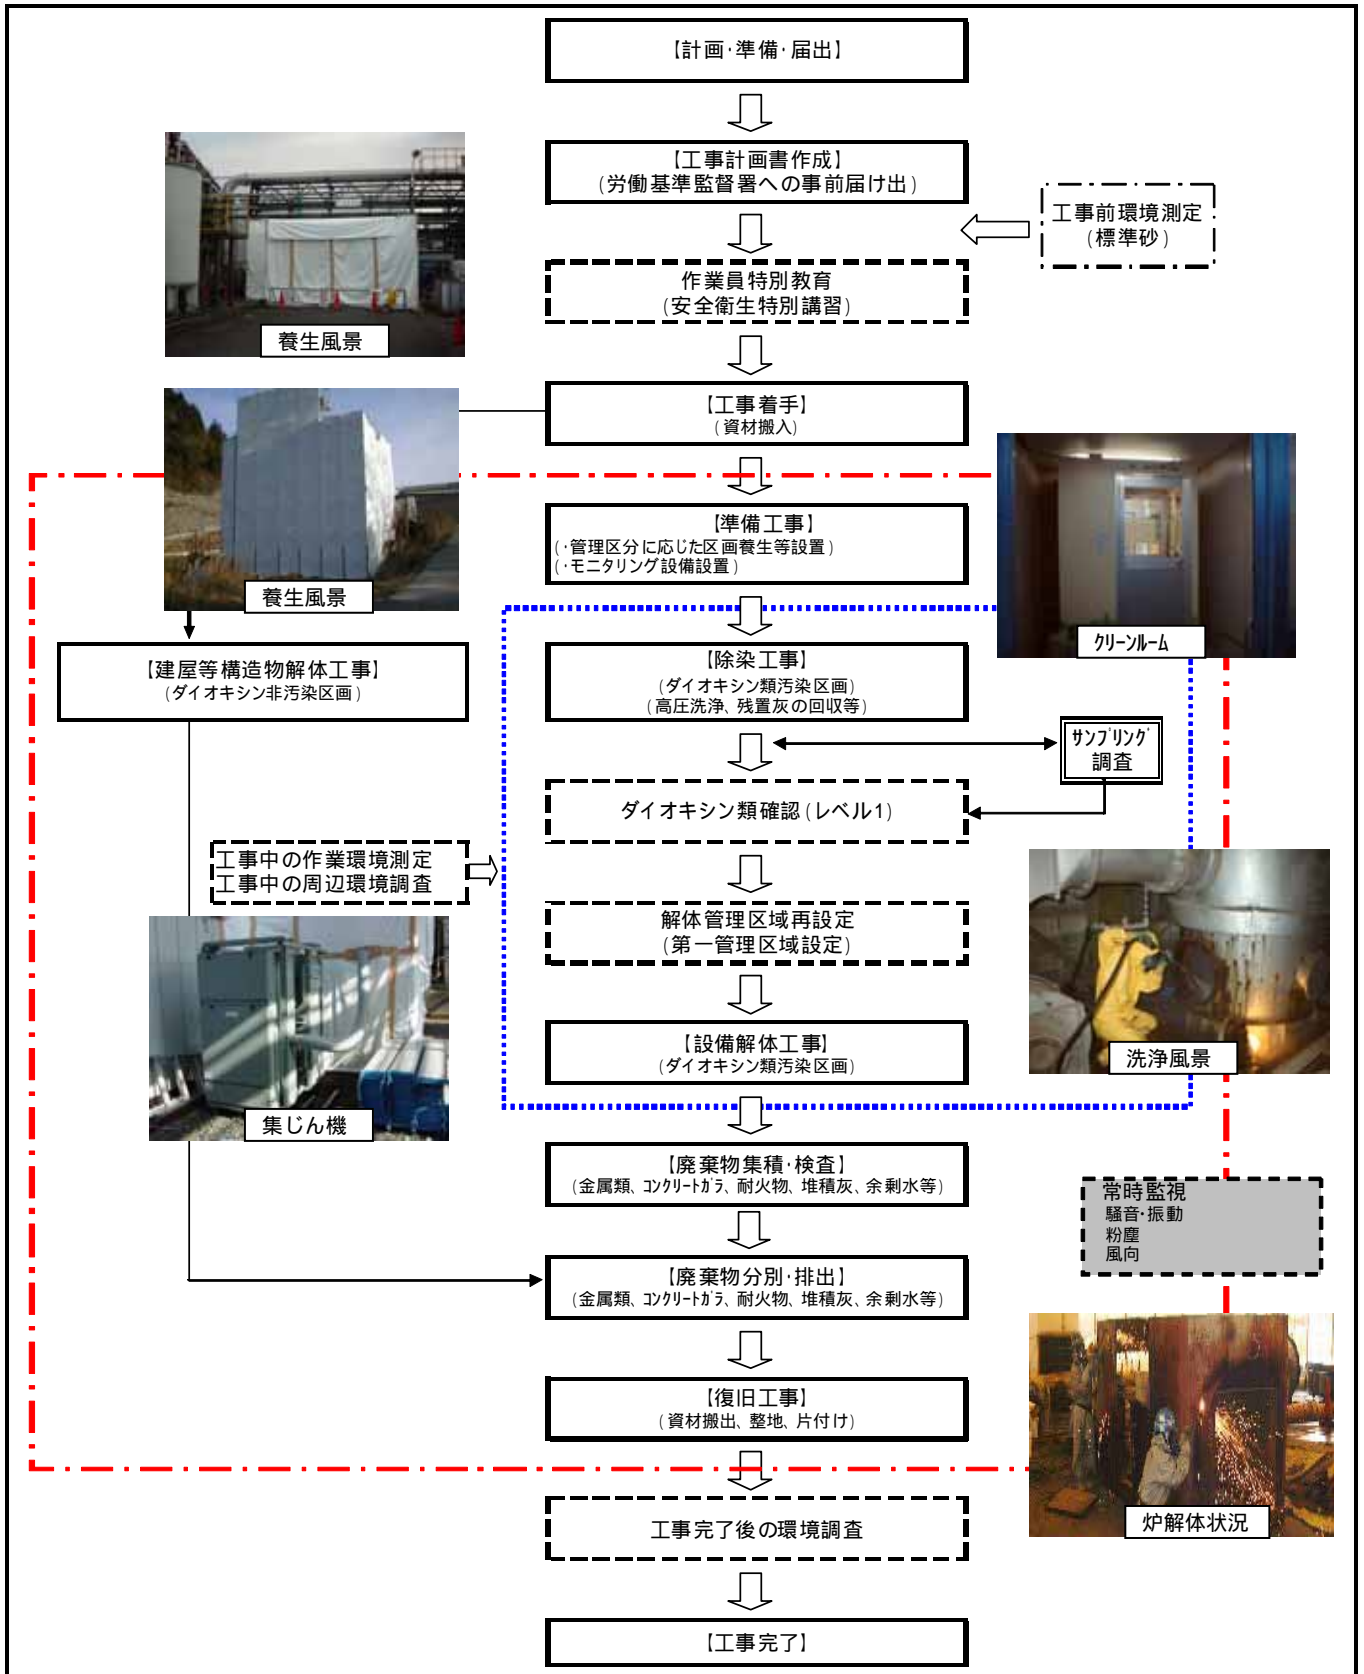 【計画・準備・届出】
【工事計画書作成】
(労働基準監督署への事前届け出)
工事前環境測定
(標準砂)
作業員特別教育
(安全衛生特別講習)
養生風景
【工事着手】
(資材搬入)
【準備工事】
(・管理区分に応じた区画養生等設置)
(・モニタリング設備設置)
養生風景
クリーンルーム
【建屋等構造物解体工事】
(ダイオキシン非汚染区画)
【除染工事】
(ダイオキシン類汚染区画)
(高圧洗浄、残置灰の回収等)
サンプリング
調査
ダイオキシン類確認(レベル1)
工事中の作業環境測定
工事中の周辺環境調査
解体管理区域再設定
(第一管理区域設定)
【設備解体工事】
(ダイオキシン類汚染区画)
洗浄風景
集じん機
【廃棄物集積・検査】
(金属類、コンクリートガラ、耐火物、堆積灰、余剰水等)
常時監視
騒音・振動
粉塵
風向
【廃棄物分別・排出】
(金属類、コンクリートガラ、耐火物、堆積灰、余剰水等)
【復旧工事】
(資材搬出、整地、片付け)
工事完了後の環境調査
炉解体状況
【工事完了】